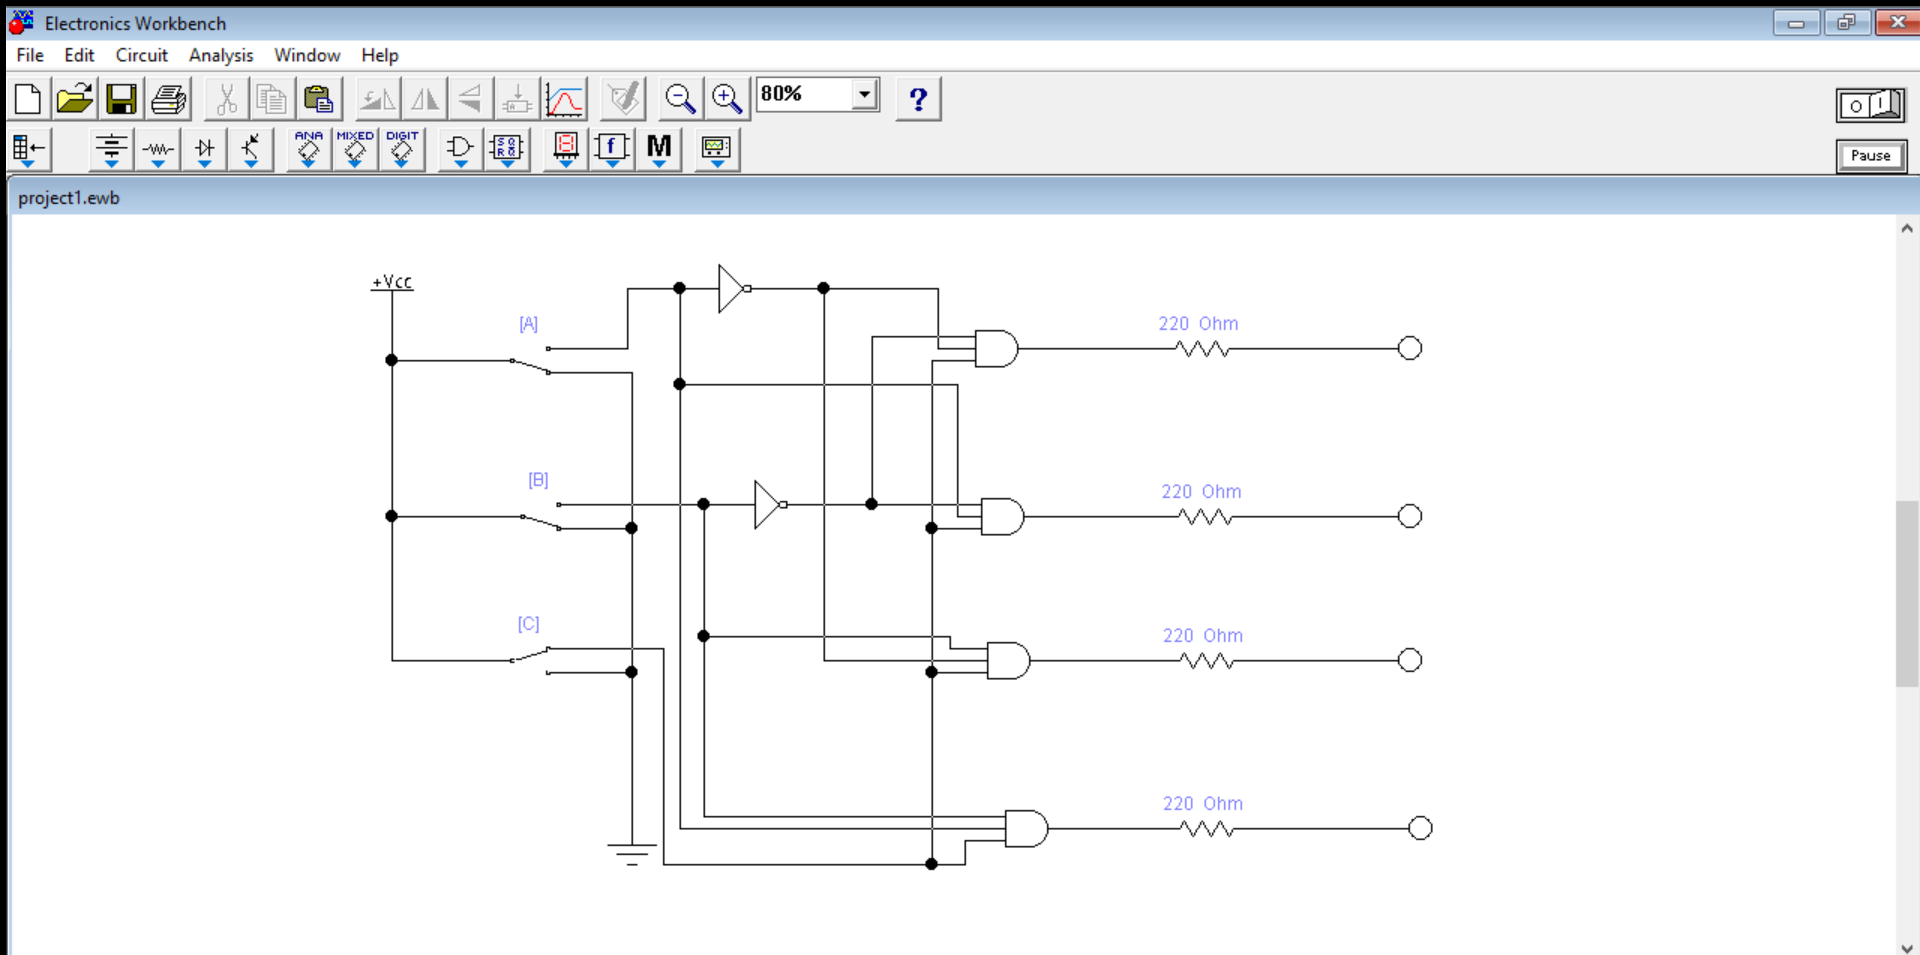 Electronics Workbench
File Edit Circuit Analysis Window Help
80%
?
O I
ANA MIXED DIGIT
f M
Pause
project1.ewb
+Vcc
[A]
220 Ohm
[B]
220 Ohm
[C]
220 Ohm
220 Ohm